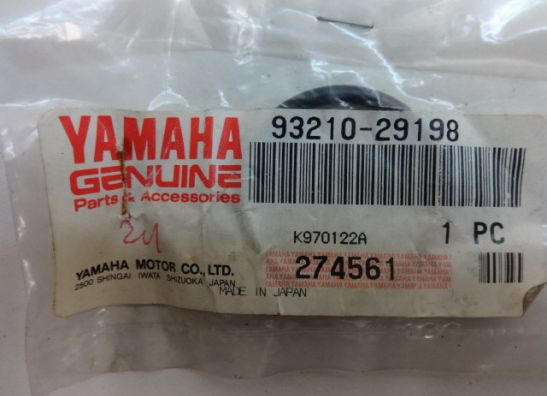 YAMAHA
GENUINE
Parts & Accessories
93210-29198
K970122A
1 PC
274561
YAMAHA MOTOR CO., LTD.
2500 SHINGAI IWATA SHIZUOKA JAPAN
MADE IN JAPAN